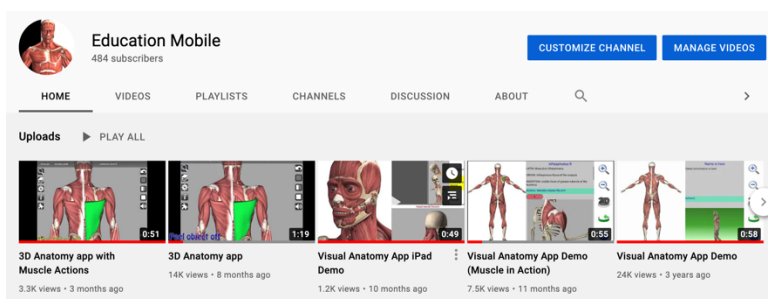 Education Mobile
484 subscribers
CUSTOMIZE CHANNEL
MANAGE VIDEOS
HOME
VIDEOS
PLAYLISTS
CHANNELS
DISCUSSION
ABOUT
Uploads
PLAY ALL
0:51
1:19
0:49
0:55
0:58
3D Anatomy app with
Muscle Actions
3.3K views • 3 months ago
3D Anatomy app
14K views • 8 months ago
Visual Anatomy App iPad
Demo
1.2K views • 10 months ago
Visual Anatomy App Demo
(Muscle in Action)
7.5K views • 11 months ago
Visual Anatomy App Demo
24K views • 3 years ago